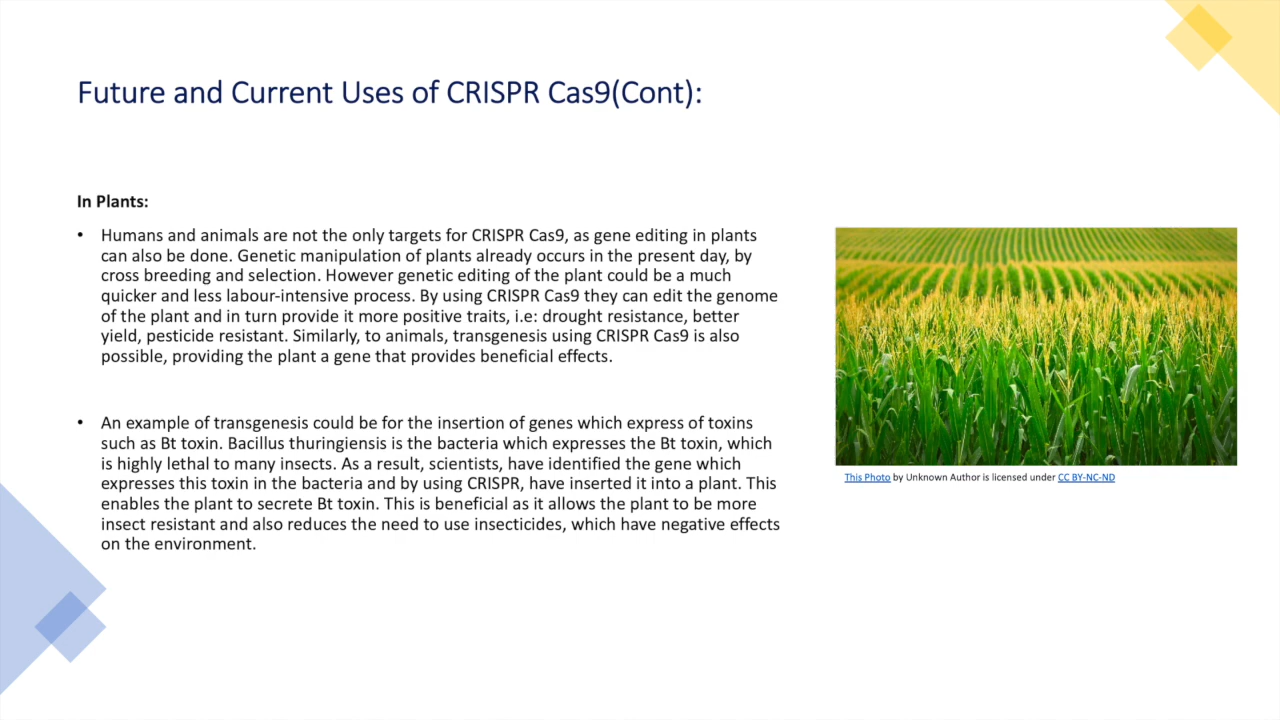 Future and Current Uses of CRISPR Cas9(Cont):
In Plants:
• Humans and animals are not the only targets for CRISPR Cas9, as gene editing in plants
can also be done. Genetic manipulation of plants already occurs in the present day, by
cross breeding and selection. However genetic editing of the plant could be a much
quicker and less labour-intensive process. By using CRISPR Cas9 they can edit the genome
of the plant and in turn provide it more positive traits, i.e: drought resistance, better
yield, pesticide resistant. Similarly, to animals, transgenesis using CRISPR Cas9 is also
possible, providing the plant a gene that provides beneficial effects.
• An example of transgenesis could be for the insertion of genes which express of toxins
such as Bt toxin. Bacillus thuringiensis is the bacteria which expresses the Bt toxin, which
is highly lethal to many insects. As a result, scientists, have identified the gene which
expresses this toxin in the bacteria and by using CRISPR, have inserted it into a plant. This
enables the plant to secrete Bt toxin. This is beneficial as it allows the plant to be more
insect resistant and also reduces the need to use insecticides, which have negative effects
on the environment.
This Photo by Unknown Author is licensed under CC BY-NC-ND